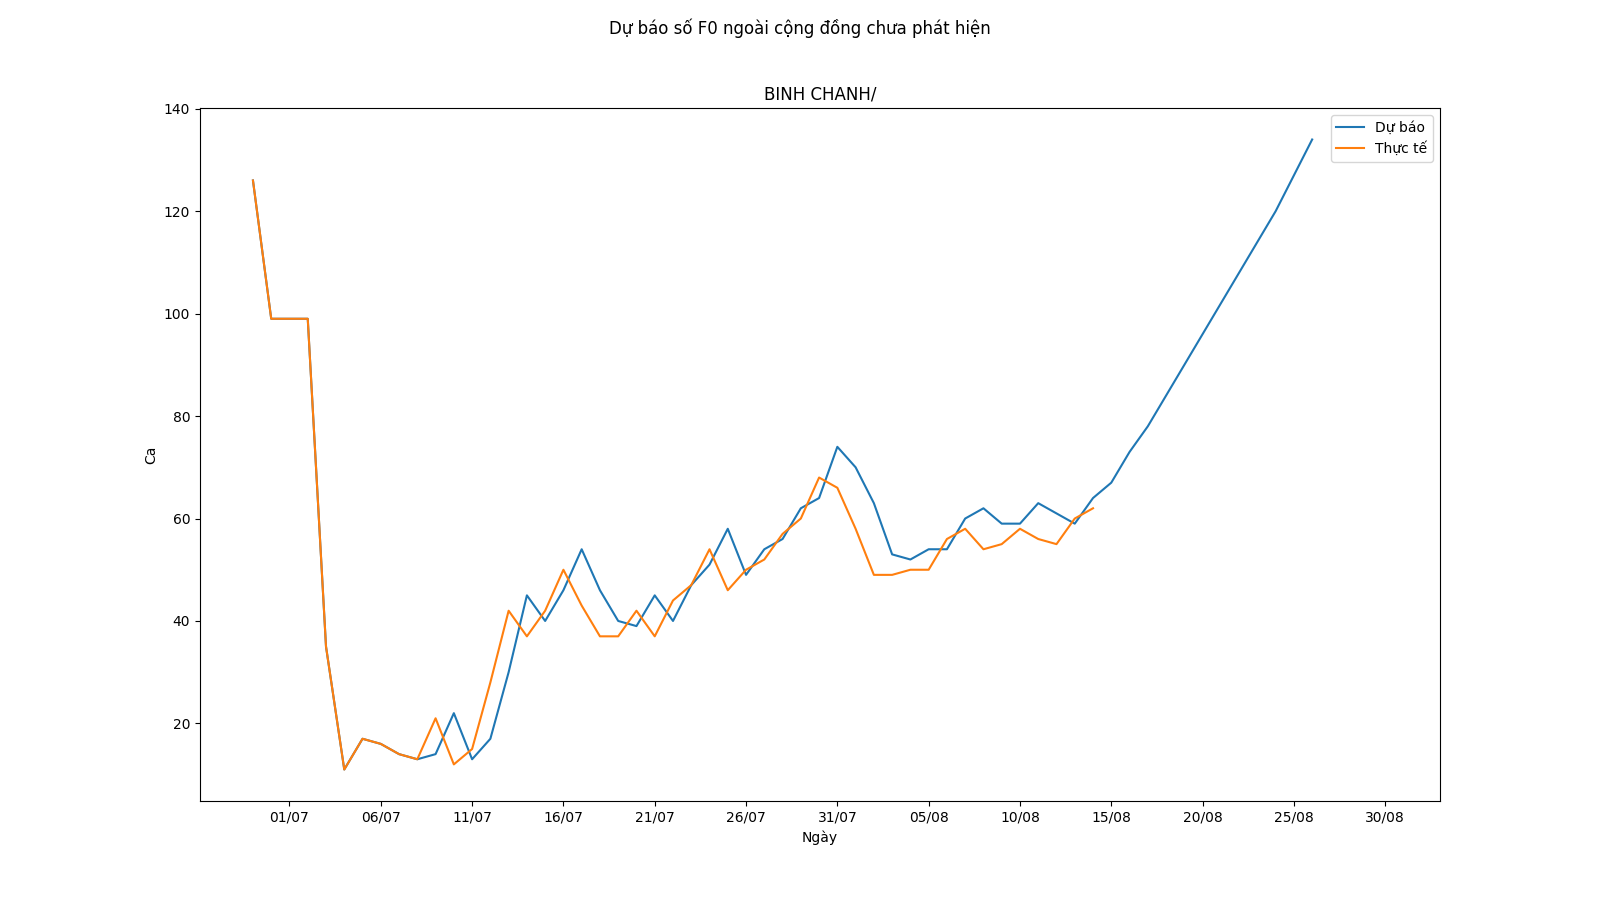 Dự báo số F0 ngoài cộng đồng chưa phát hiện
BINH CHANH/
140
120
100
80
60
40
20
Ca
Dự báo
Thực tế
01/07 06/07 11/07 16/07 21/07 26/07 31/07 05/08 10/08 15/08 20/08 25/08 30/08
Ngày